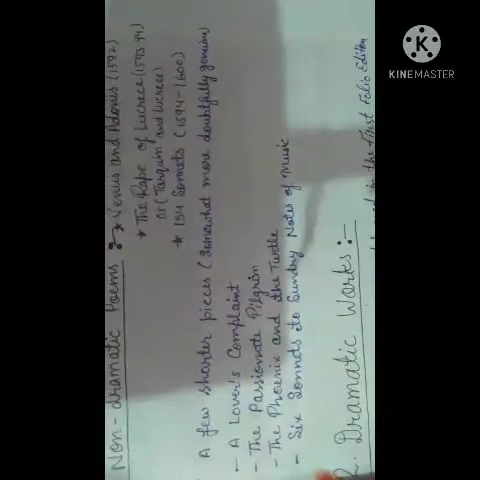 KINEMASTER
Non-dramatic Poems :- * Venus and Adonis (1592)
* The Rape of Lucrece (1593-94)
or (Tarquin and Lucrece)
* 154 Sonnets (1594-1600)
A few shorter pieces (somewhat more doubtfully genuine)
- A Lover's Complaint
- The Passionate Pilgrim
- The Phoenix and the Turtle
- Six Sonnets to Sundry Notes of Music
2. Dramatic Works :-
in the First Folio Edition